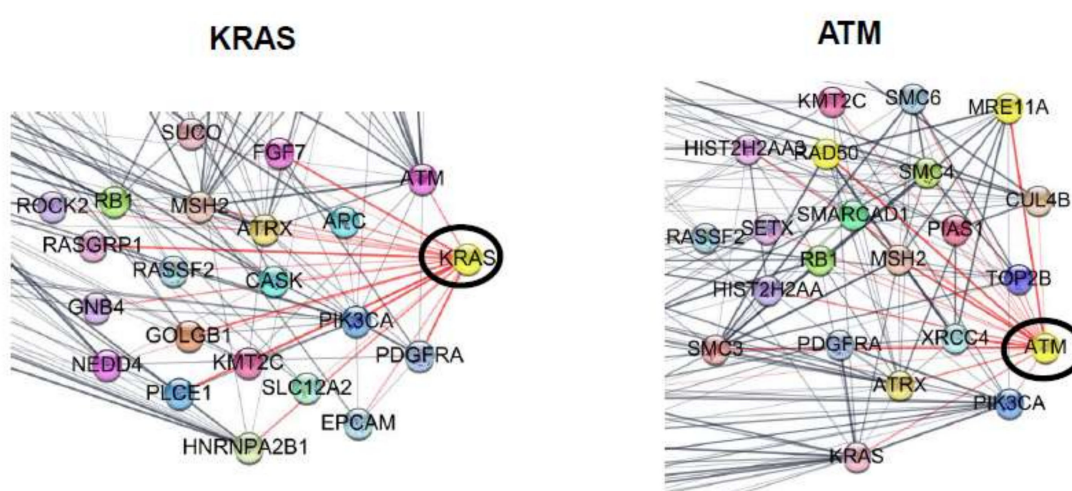 KRAS
SUCO
FGF7
ATM
ROCK2
RB1
MSH2
ATRX
APC
RASGRP1
RASSF2
CASK
KRAS
GNB4
GOLGB1
PIK3CA
NEDD4
KMT2C
PDGFRA
PLCE1
SLC12A2
EPCAM
HNRNPA2B1
ATM
KMT2C
SMC6
MRE11A
HIST2H2AA3
RAD50
SMC4
CUL4B
SMARCAD1
RASSF2
SETX
PIAS1
RB1
MSH2
TOP2B
HIST2H2AA
SMC3
PDGFRA
XRCC4
ATM
ATRX
PIK3CA
KRAS